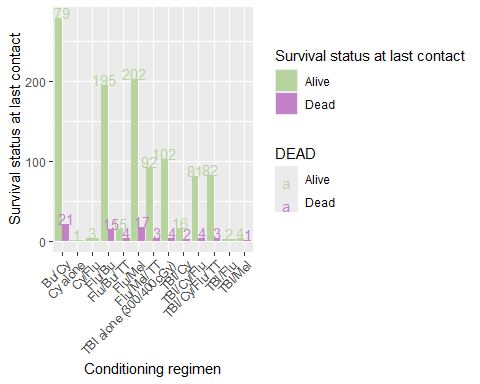 Survival status at last contact
0
100
200
79
21
1
3
195
15
15
4
202
17
92
3
102
4
16
2
81
4
82
3
2
4
1
Bu/Cy
Cy alone
Cy/Flu
Flu/Bu
Flu/Bu/TT
Flu/Mel
Flu/Mel/TT
TBI alone (300/400cGy)
TBI/Cy
TBI/Cy/Flu
TBI/Cy/Flu/TT
TBI/Flu
TBI/Mel
Conditioning regimen
Survival status at last contact
Alive
Dead
DEAD
a Alive
a Dead